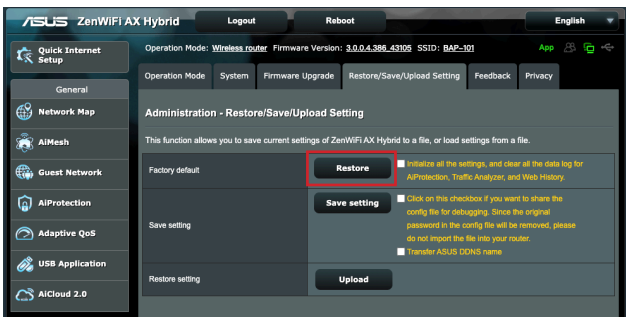 ASUS ZenWiFi AX Hybrid Logout Reboot English
Quick Internet Setup
Operation Mode: Wireless router Firmware Version: 3.0.0.4.386_43105 SSID: BAP-101 App
Operation Mode System Firmware Upgrade Restore/Save/Upload Setting Feedback Privacy
General
Network Map
AiMesh
Guest Network
AiProtection
Adaptive QoS
USB Application
AiCloud 2.0
Administration - Restore/Save/Upload Setting
This function allows you to save current settings of ZenWiFi AX Hybrid to a file, or load settings from a file.
Factory default
Restore
Initialize all the settings, and clear all the data log for
AiProtection, Traffic Analyzer, and Web History.
Save setting
Save setting
Click on this checkbox if you want to share the
config file for debugging. Since the original
password in the config file will be removed, please
do not import the file into your router.
Transfer ASUS DDNS name
Restore setting
Upload